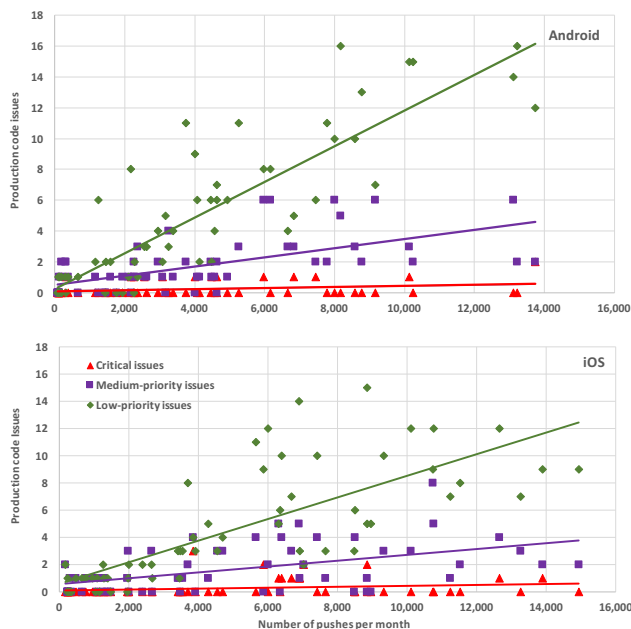 Android
Production code issues
18
16
14
12
10
8
6
4
2
0
0 2,000 4,000 6,000 8,000 10,000 12,000 14,000 16,000
iOS
Critical issues
Medium-priority issues
Low-priority issues
Production code Issues
18
16
14
12
10
8
6
4
2
0
0 2,000 4,000 6,000 8,000 10,000 12,000 14,000 16,000
Number of pushes per month